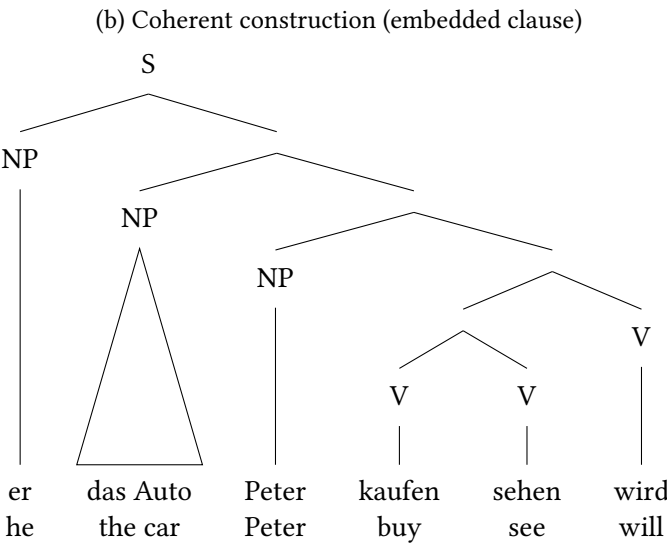 (b) Coherent construction (embedded clause)
S
NP
NP
NP
V
V V
er das Auto Peter kaufen sehen wird
he the car Peter buy see will